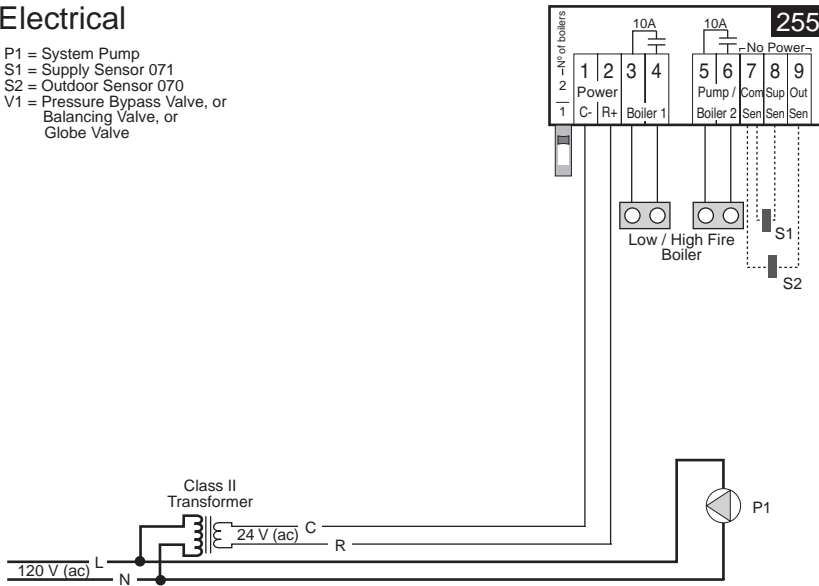 Electrical
P1 = System Pump
S1 = Supply Sensor 071
S2 = Outdoor Sensor 070
V1 = Pressure Bypass Valve, or
Balancing Valve, or
Globe Valve
Nº of boilers
2
1
10A
10A
255
No Power
1 2 3 4 5 6 7 8 9
Power
Pump / Com Sup Out
C- R+ Boiler 1 Boiler 2 Sen Sen Sen
Low / High Fire
Boiler
S1
S2
Class II
Transformer
24 V (ac)
C
R
P1
120 V (ac)
L
N